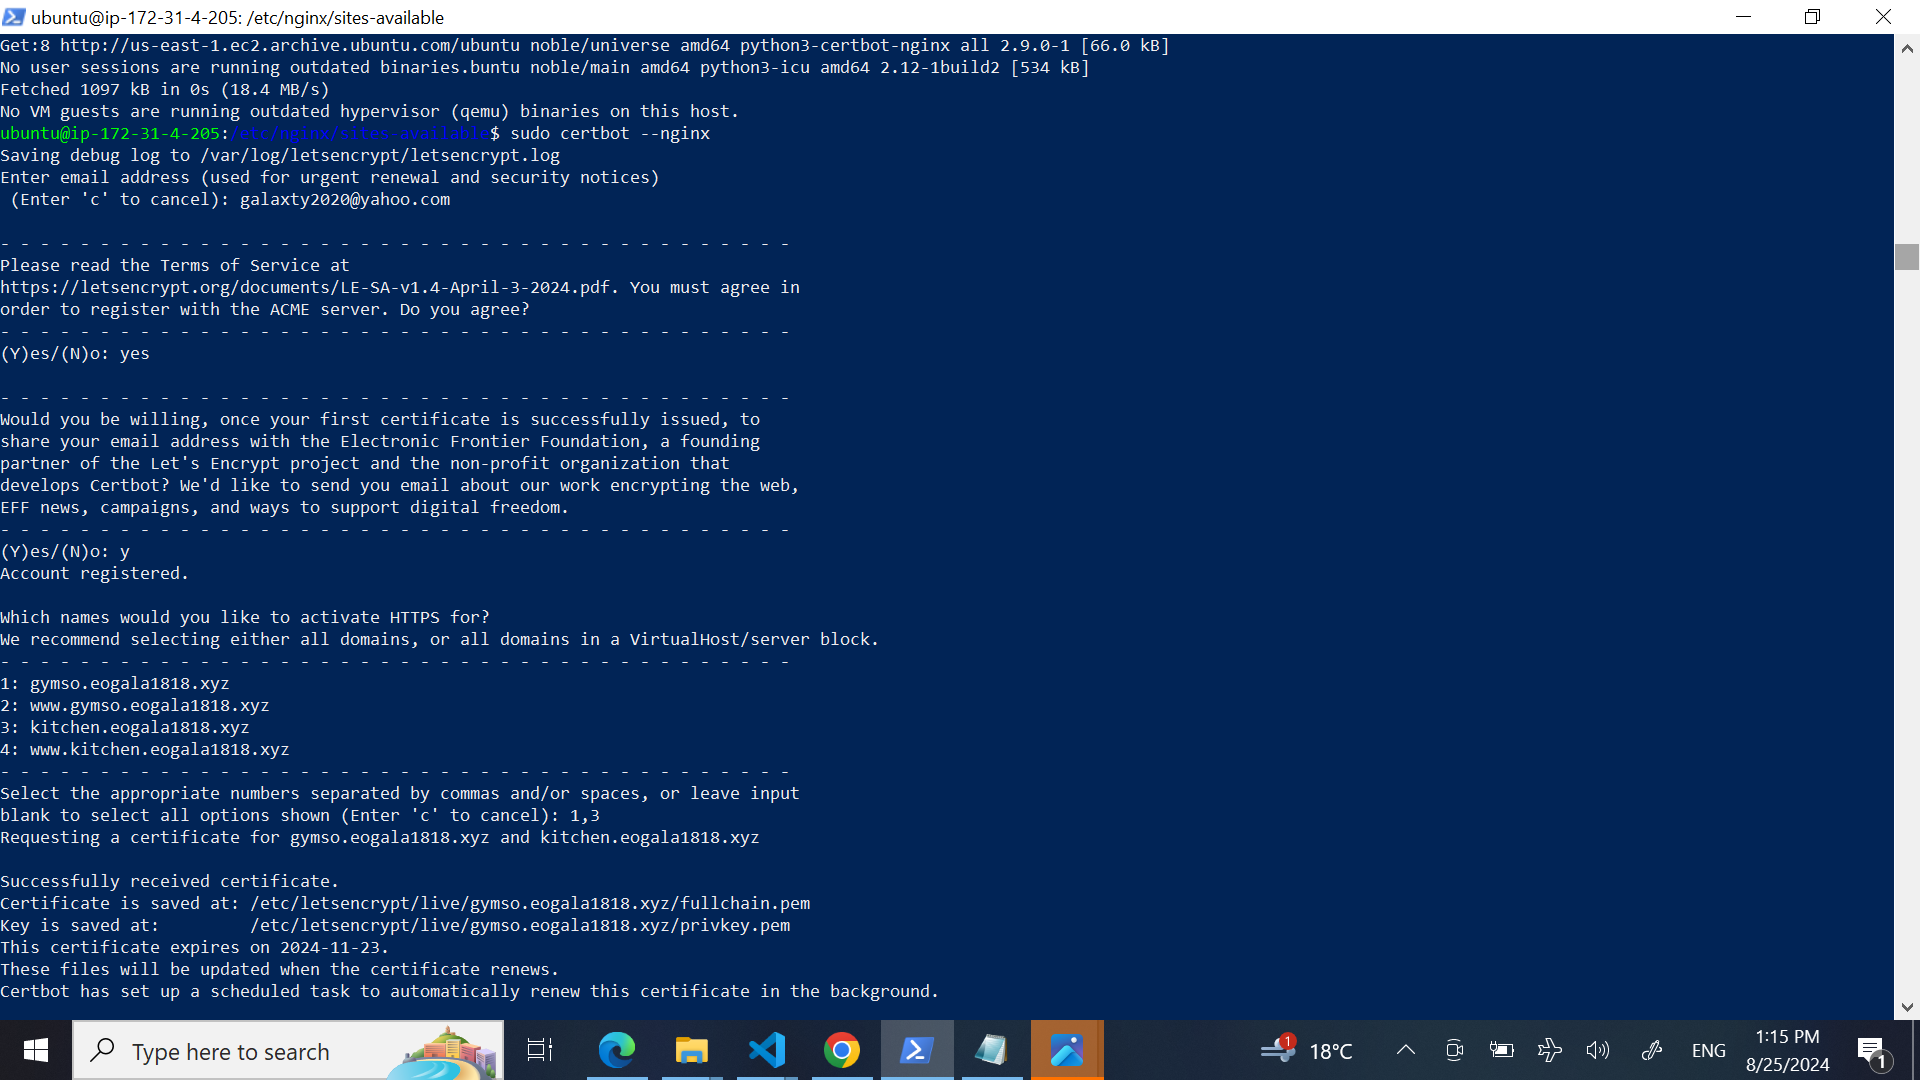 ubuntu@ip-172-31-4-205: /etc/nginx/sites-available
Get:8 http://us-east-1.ec2.archive.ubuntu.com/ubuntu noble/universe amd64 python3-certbot-nginx all 2.9.0-1 [66.0 kB]
No user sessions are running outdated binaries.buntu noble/main amd64 python3-icu amd64 2.12-1build2 [534 kB]
Fetched 1097 kB in 0s (18.4 MB/s)
No VM guests are running outdated hypervisor (qemu) binaries on this host.
ubuntu@ip-172-31-4-205:/etc/nginx/sites-available$ sudo certbot --nginx
Saving debug log to /var/log/letsencrypt/letsencrypt.log
Enter email address (used for urgent renewal and security notices)
 (Enter 'c' to cancel): galaxty2020@yahoo.com
- - - - - - - - - - - - - - - - - - - - - - - - - - - - - - - - - - - - - - - -
Please read the Terms of Service at
https://letsencrypt.org/documents/LE-SA-v1.4-April-3-2024.pdf. You must agree in
order to register with the ACME server. Do you agree?
- - - - - - - - - - - - - - - - - - - - - - - - - - - - - - - - - - - - - - - -
(Y)es/(N)o: yes
- - - - - - - - - - - - - - - - - - - - - - - - - - - - - - - - - - - - - - - -
Would you be willing, once your first certificate is successfully issued, to
share your email address with the Electronic Frontier Foundation, a founding
partner of the Let's Encrypt project and the non-profit organization that
develops Certbot? We'd like to send you email about our work encrypting the web,
EFF news, campaigns, and ways to support digital freedom.
- - - - - - - - - - - - - - - - - - - - - - - - - - - - - - - - - - - - - - - -
(Y)es/(N)o: y
Account registered.
Which names would you like to activate HTTPS for?
We recommend selecting either all domains, or all domains in a VirtualHost/server block.
- - - - - - - - - - - - - - - - - - - - - - - - - - - - - - - - - - - - - - - -
1: gymso.eogala1818.xyz
2: www.gymso.eogala1818.xyz
3: kitchen.eogala1818.xyz
4: www.kitchen.eogala1818.xyz
- - - - - - - - - - - - - - - - - - - - - - - - - - - - - - - - - - - - - - - -
Select the appropriate numbers separated by commas and/or spaces, or leave input
blank to select all options shown (Enter 'c' to cancel): 1,3
Requesting a certificate for gymso.eogala1818.xyz and kitchen.eogala1818.xyz
Successfully received certificate.
Certificate is saved at: /etc/letsencrypt/live/gymso.eogala1818.xyz/fullchain.pem
Key is saved at:         /etc/letsencrypt/live/gymso.eogala1818.xyz/privkey.pem
This certificate expires on 2024-11-23.
These files will be updated when the certificate renews.
Certbot has set up a scheduled task to automatically renew this certificate in the background.
Type here to search
1
18°C
ENG
1:15 PM
8/25/2024
1